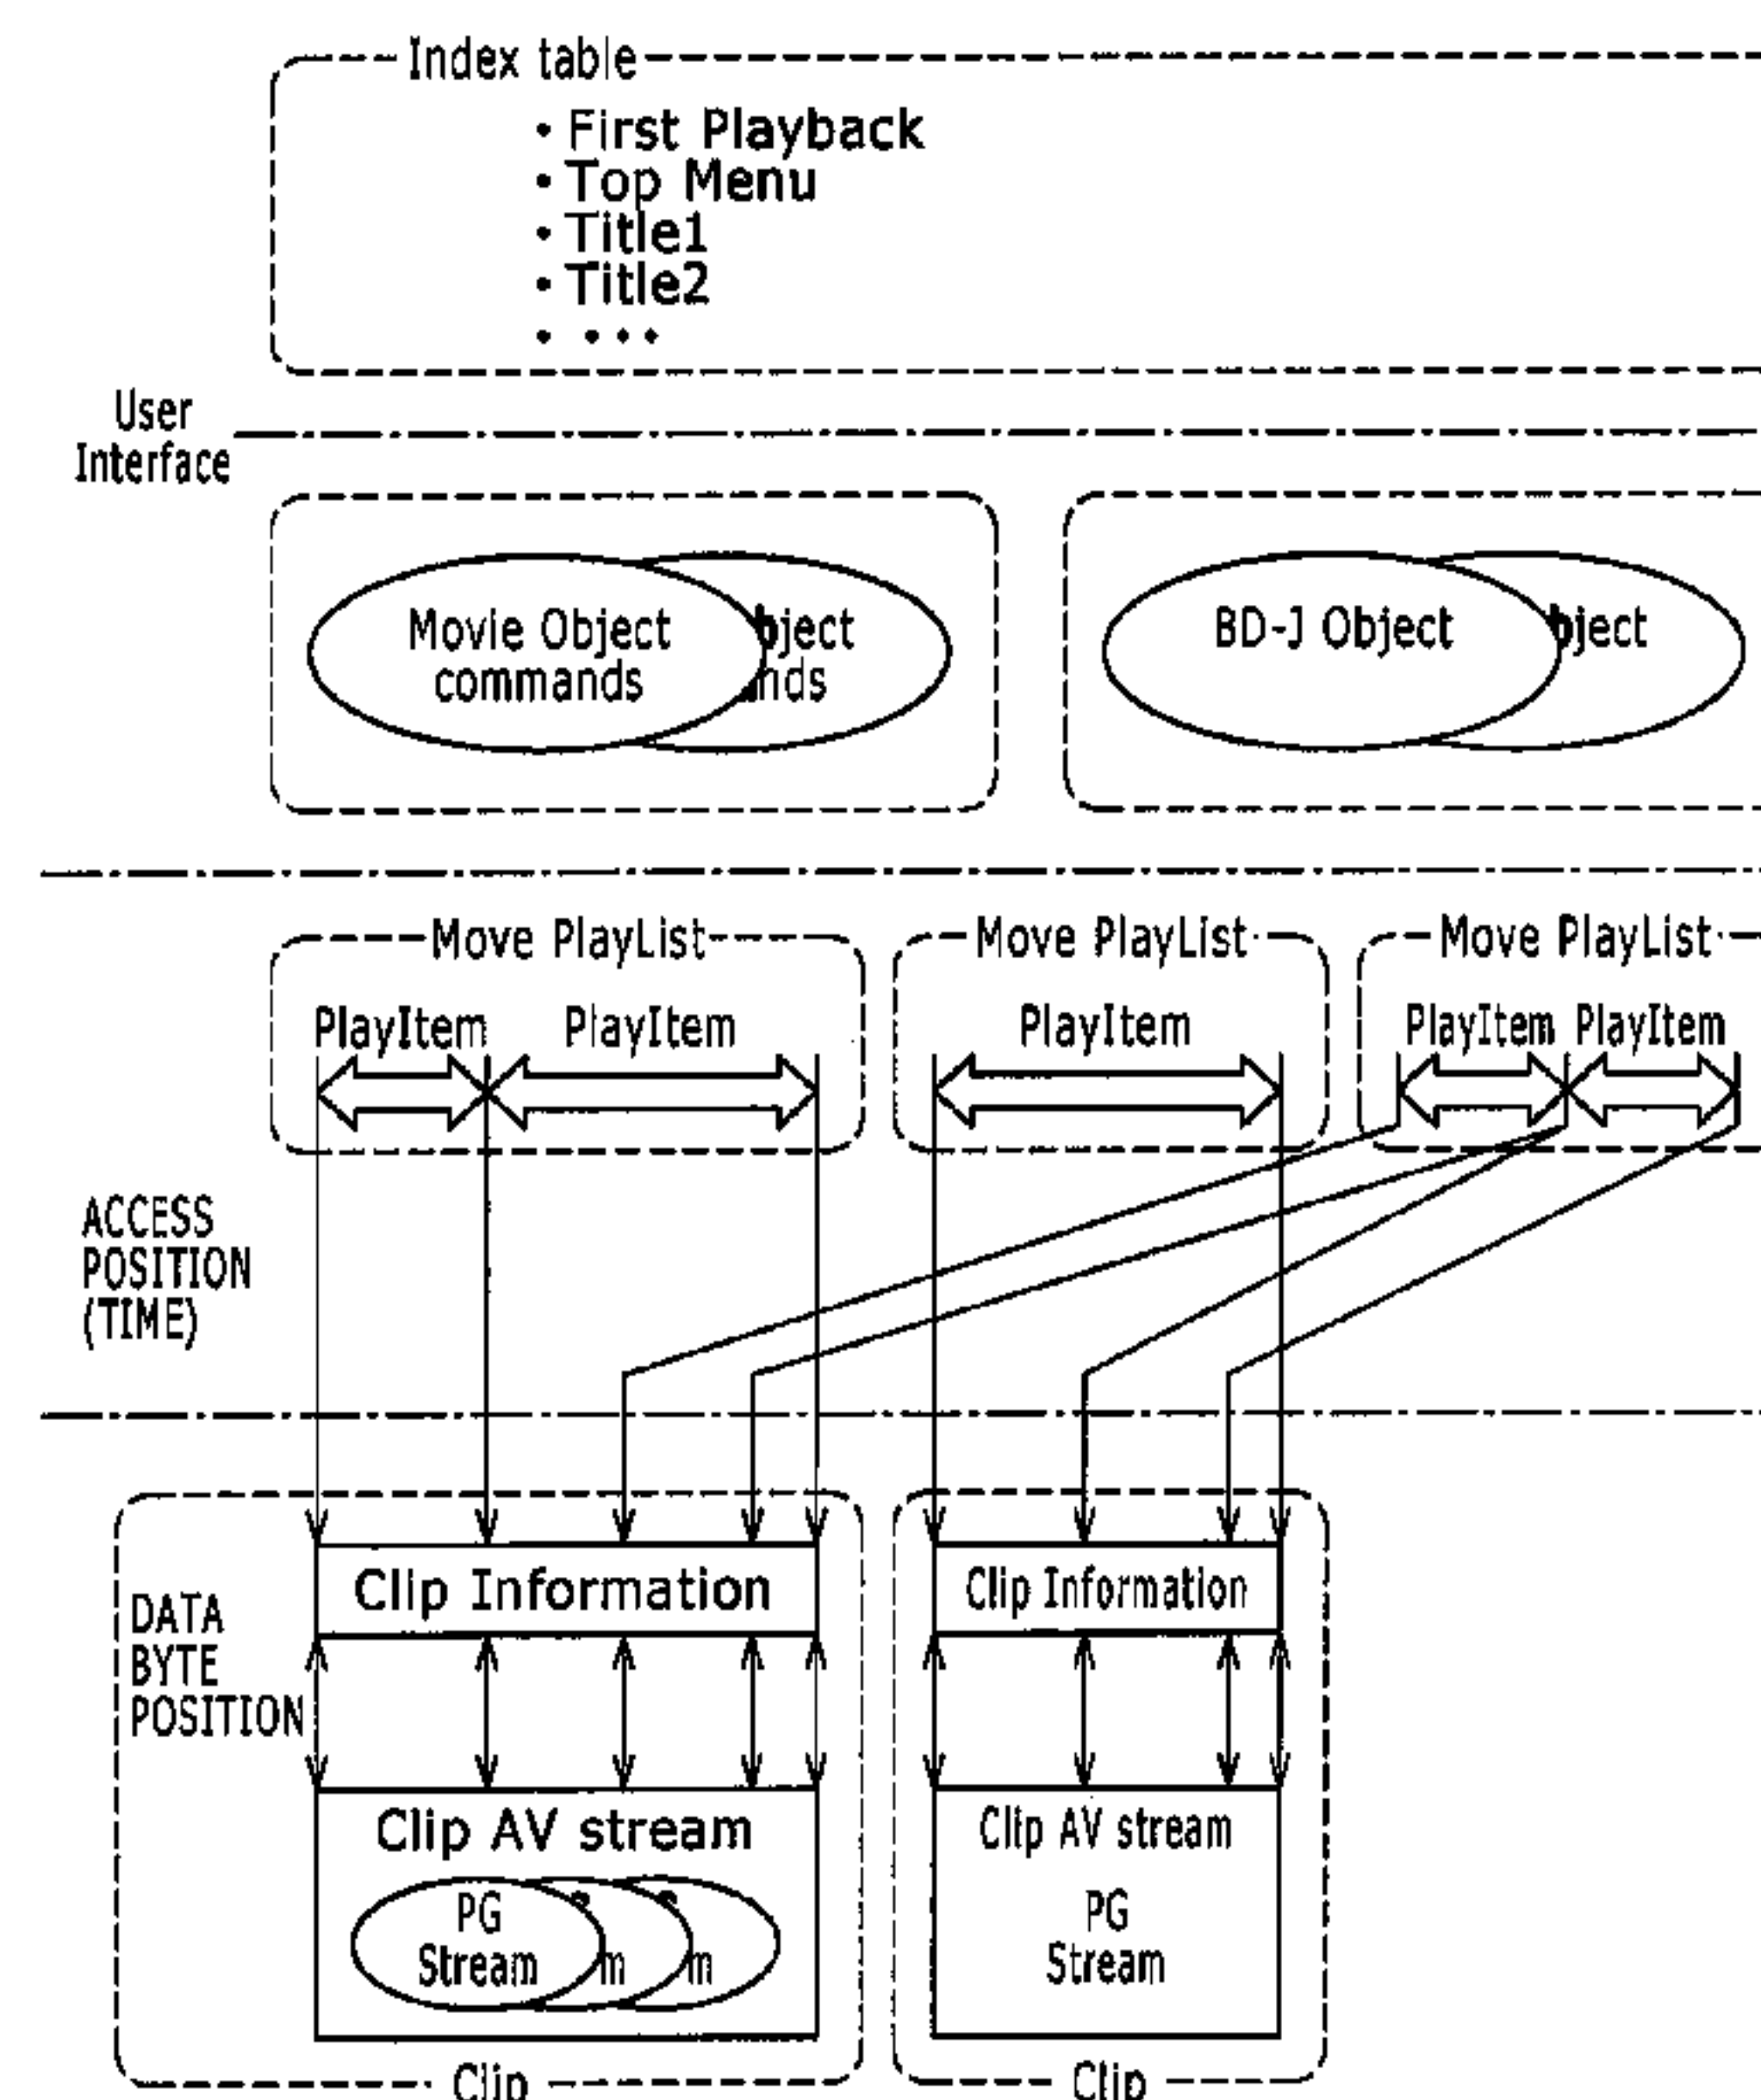 Index table
• First Playback
• Top Menu
• Title1
• Title2
• •••
User
Interface
Movie Object
commands
bject
nds
BD-J Object
bject
Move PlayList
Move PlayList
Move PlayList
PlayItem
PlayItem
PlayItem
PlayItem
PlayItem
ACCESS
POSITION
(TIME)
Clip Information
Clip Information
DATA
BYTE
POSITION
Clip AV stream
Clip AV stream
PG
Stream
m
m
PG
Stream
Clip
Clip